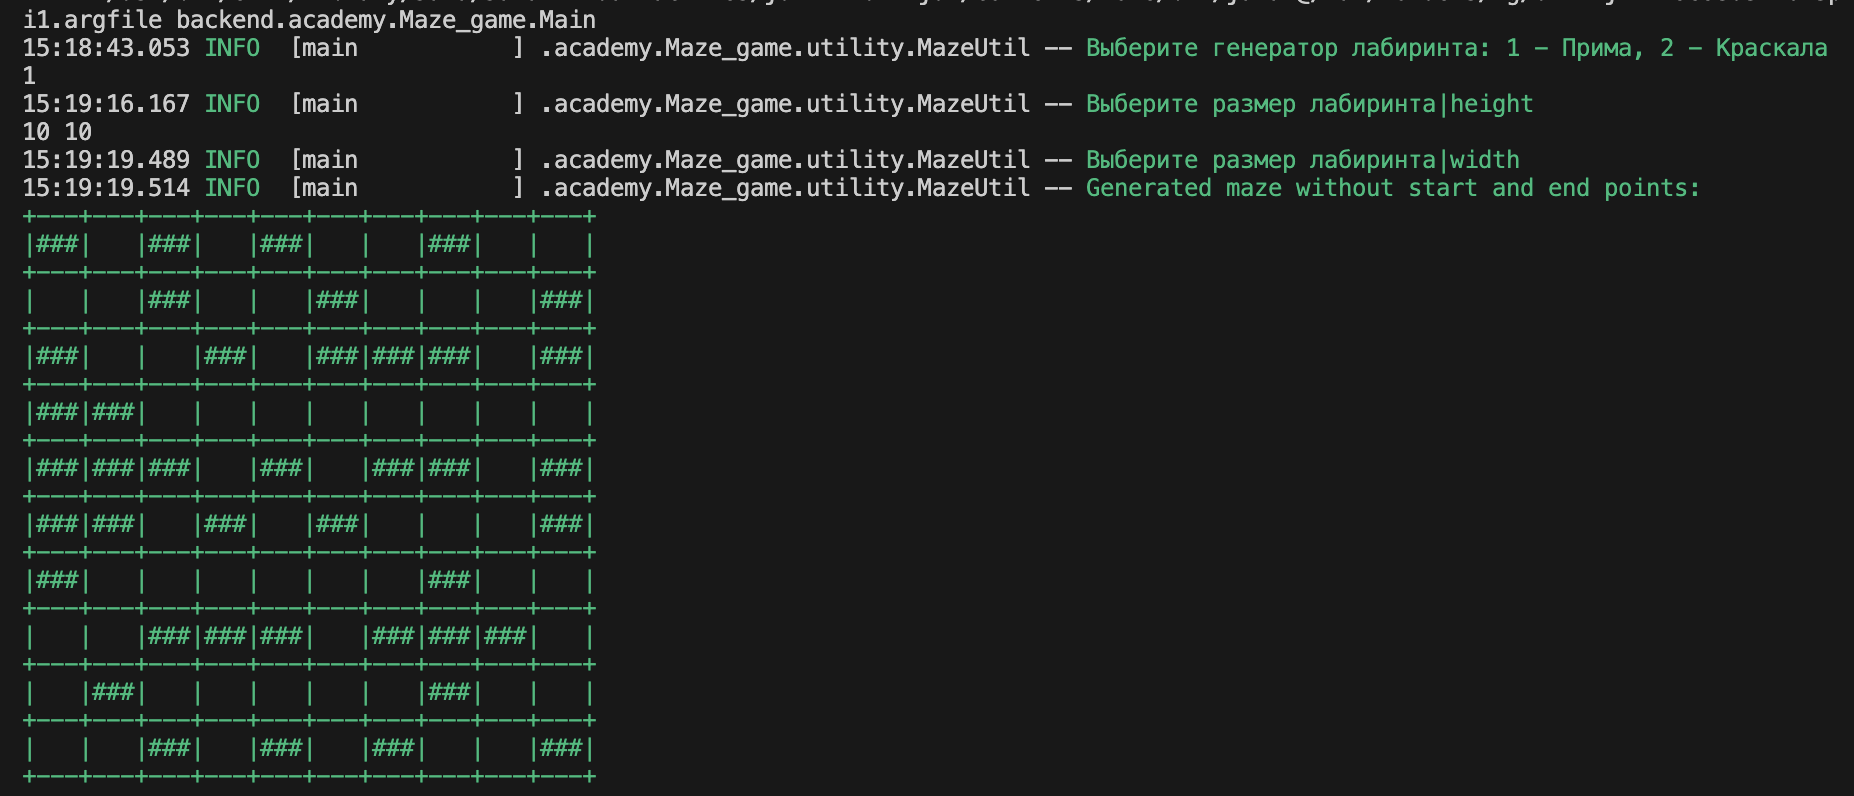 i1.argfile backend.academy.Maze_game.Main
15:18:43.053 INFO  [main          ] .academy.Maze_game.utility.MazeUtil -- Выберите генератор лабиринта: 1 - Прима, 2 - Краскала
1
15:19:16.167 INFO  [main          ] .academy.Maze_game.utility.MazeUtil -- Выберите размер лабиринта|height
10 10
15:19:19.489 INFO  [main          ] .academy.Maze_game.utility.MazeUtil -- Выберите размер лабиринта|width
15:19:19.514 INFO  [main          ] .academy.Maze_game.utility.MazeUtil -- Generated maze without start and end points:
+---+---+---+---+---+---+---+---+---+---+
|###|   |###|   |###|   |   |###|   |   |
+---+---+---+---+---+---+---+---+---+---+
|   |   |###|   |   |###|   |   |   |###|
+---+---+---+---+---+---+---+---+---+---+
|###|   |   |###|   |###|###|###|   |###|
+---+---+---+---+---+---+---+---+---+---+
|###|###|   |   |   |   |   |   |   |   |
+---+---+---+---+---+---+---+---+---+---+
|###|###|###|   |###|   |###|###|   |###|
+---+---+---+---+---+---+---+---+---+---+
|###|###|   |###|   |###|   |   |   |###|
+---+---+---+---+---+---+---+---+---+---+
|###|   |   |   |   |   |   |###|   |   |
+---+---+---+---+---+---+---+---+---+---+
|   |   |###|###|###|   |###|###|###|   |
+---+---+---+---+---+---+---+---+---+---+
|   |###|   |   |   |   |   |###|   |   |
+---+---+---+---+---+---+---+---+---+---+
|   |   |###|   |###|   |###|   |   |###|
+---+---+---+---+---+---+---+---+---+---+